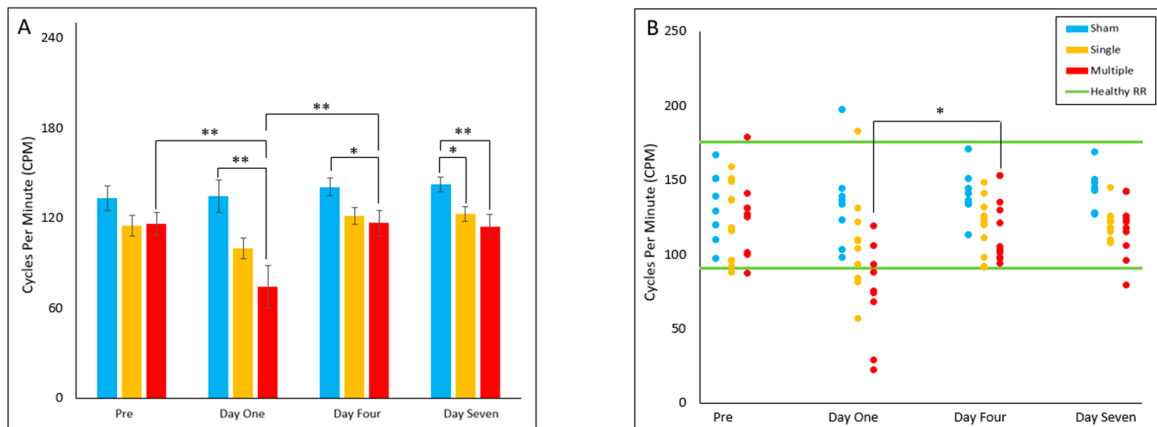 A
Cycles Per Minute (CPM)
240
180
120
60
0
**
**
**
*
**
*
Pre
Day One
Day Four
Day Seven
B
Cycles Per Minute (CPM)
250
200
150
100
50
0
*
Sham
Single
Multiple
Healthy RR
Pre
Day One
Day Four
Day Seven